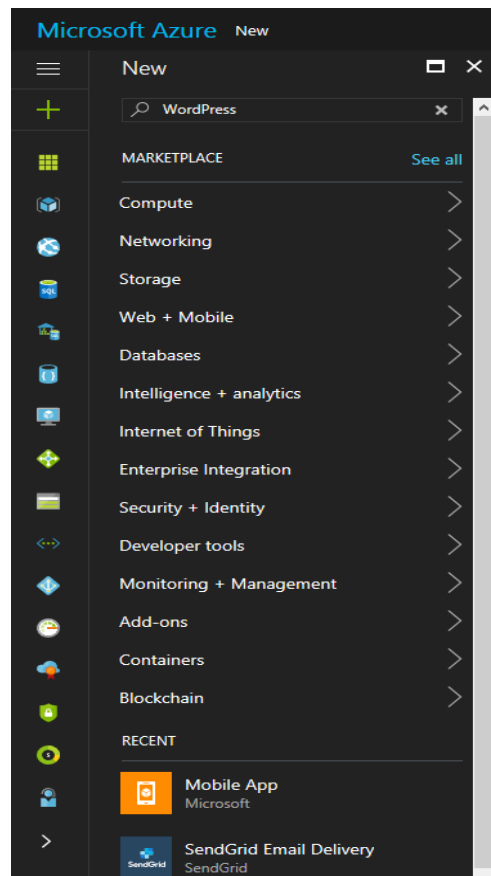 Microsoft Azure New
New
WordPress
MARKETPLACE See all
Compute
Networking
Storage
Web + Mobile
Databases
Intelligence + analytics
Internet of Things
Enterprise Integration
Security + Identity
Developer tools
Monitoring + Management
Add-ons
Containers
Blockchain
RECENT
Mobile App
Microsoft
SendGrid
SendGrid Email Delivery
SendGrid